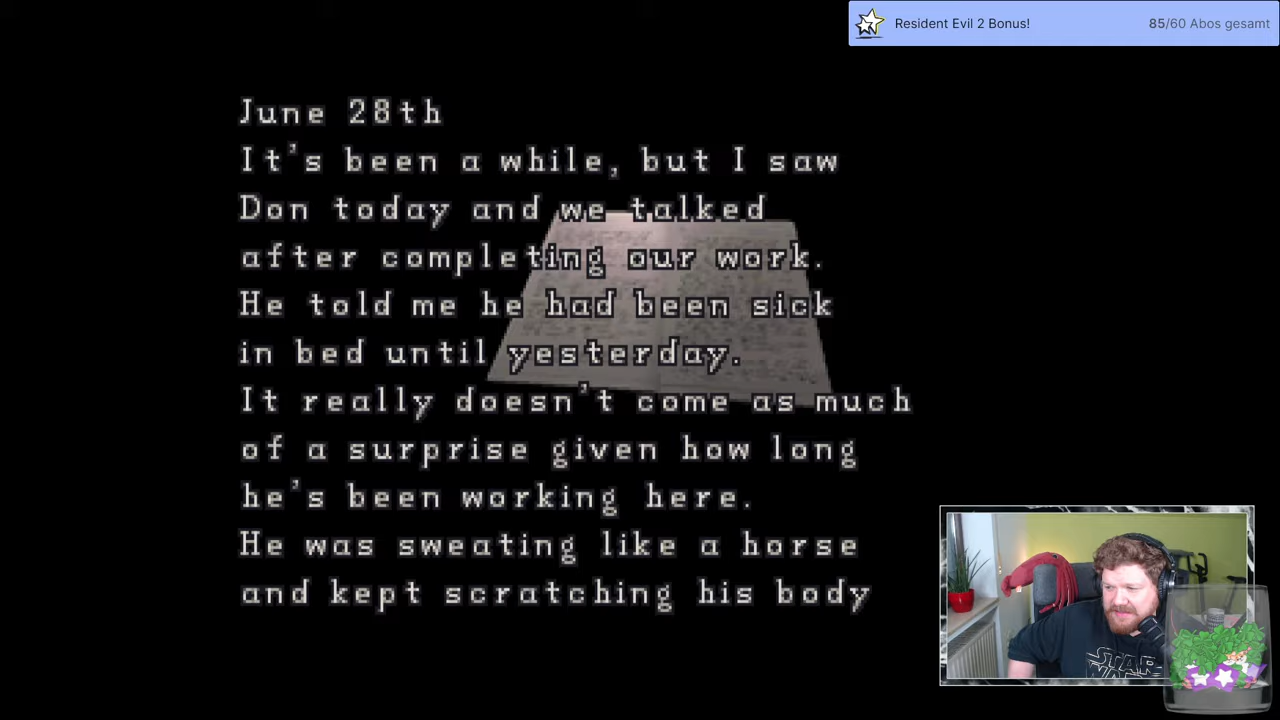 Resident Evil 2 Bonus! 85/60 Abos gesamt
June 28th
It's been a while, but I saw
Don today and we talked
after completing our work.
He told me he had been sick
in bed until yesterday.
It really doesn't come as much
of a surprise given how long
he's been working here.
He was sweating like a horse
and kept scratching his body
STAR
WARS